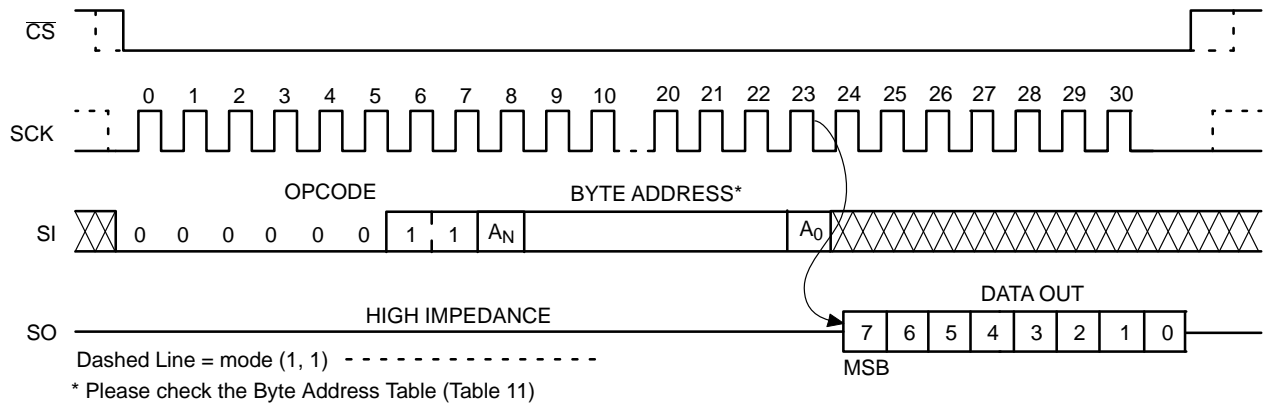 CS
0 1 2 3 4 5 6 7 8 9 10 20 21 22 23 24 25 26 27 28 29 30
SCK
OPCODE BYTE ADDRESS*
SI 0 0 0 0 0 0 1 1 AN A0
DATA OUT
HIGH IMPEDANCE
SO 7 6 5 4 3 2 1 0
Dashed Line = mode (1, 1) - - - - - - - - - - - - - - -
MSB
* Please check the Byte Address Table (Table 11)